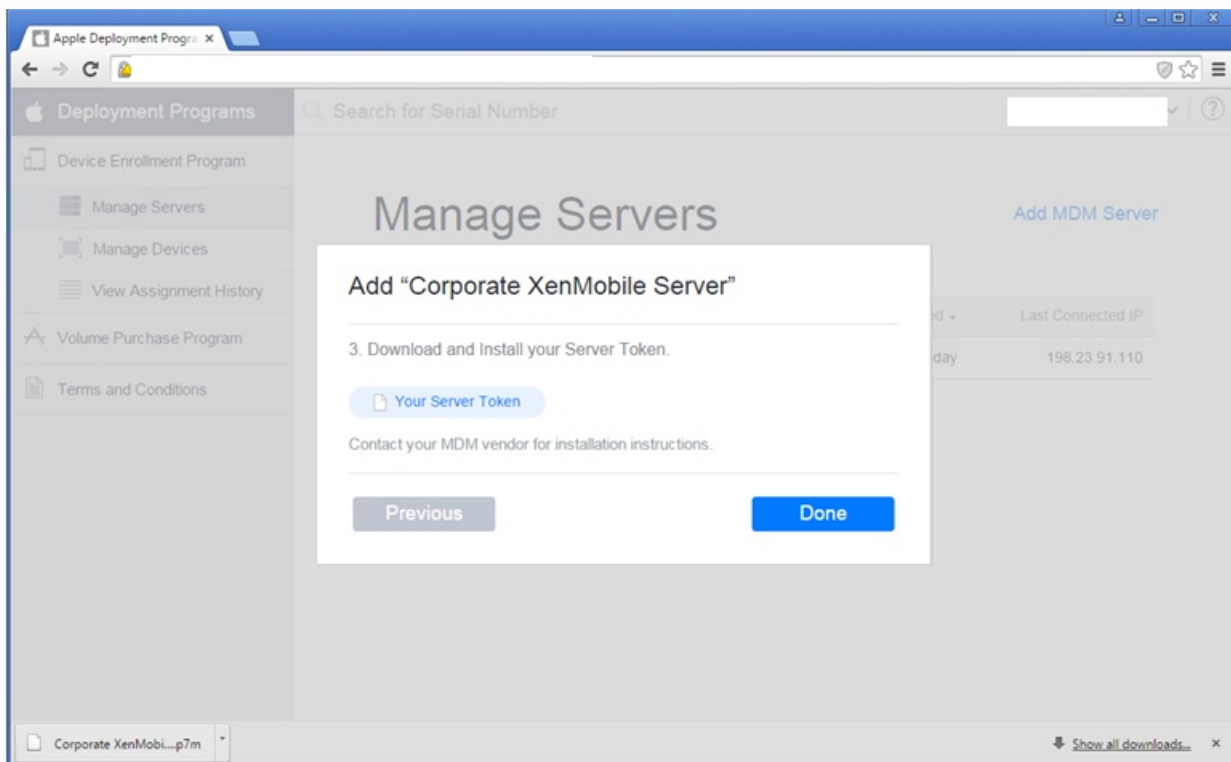 Apple Deployment Progra
Deployment Programs
Search for Serial Number
Device Enrollment Program
Manage Servers
Manage Devices
View Assignment History
Volume Purchase Program
Terms and Conditions
Manage Servers
Add MDM Server
Last Connected IP
day
198.23.91.110
Add “Corporate XenMobile Server”
3. Download and Install your Server Token.
Your Server Token
Contact your MDM vendor for installation instructions.
Previous
Done
Corporate XenMobi....p7m
Show all downloads...